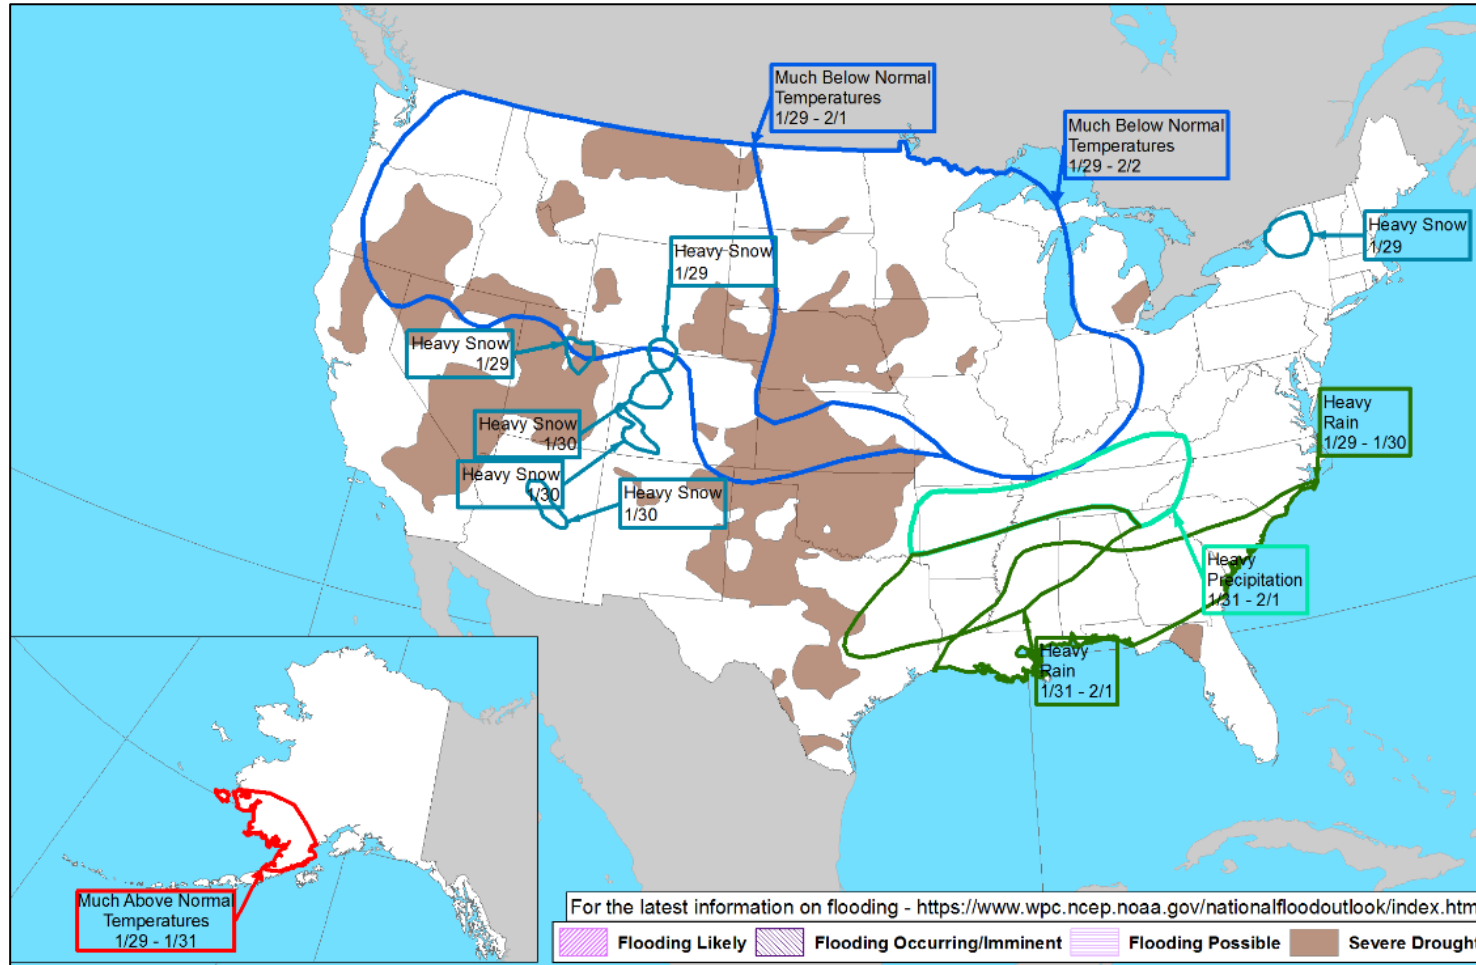 Much Below Normal
Temperatures
1/29 - 2/1
Much Below Normal
Temperatures
1/29 - 2/2
Heavy Snow
1/29
Heavy Snow
1/29
Heavy Snow
1/29
Heavy Snow
1/30
Heavy Snow
1/30
Heavy Snow
1/30
Heavy
Rain
1/29 - 1/30
Heavy
Precipitation
1/31 - 2/1
Heavy
Rain
1/31 - 2/1
Much Above Normal
Temperatures
1/29 - 1/31
For the latest information on flooding - https://www.wpc.ncep.noaa.gov/nationalfloodoutlook/index.htm
Flooding Likely Flooding Occurring/Imminent Flooding Possible Severe Drought